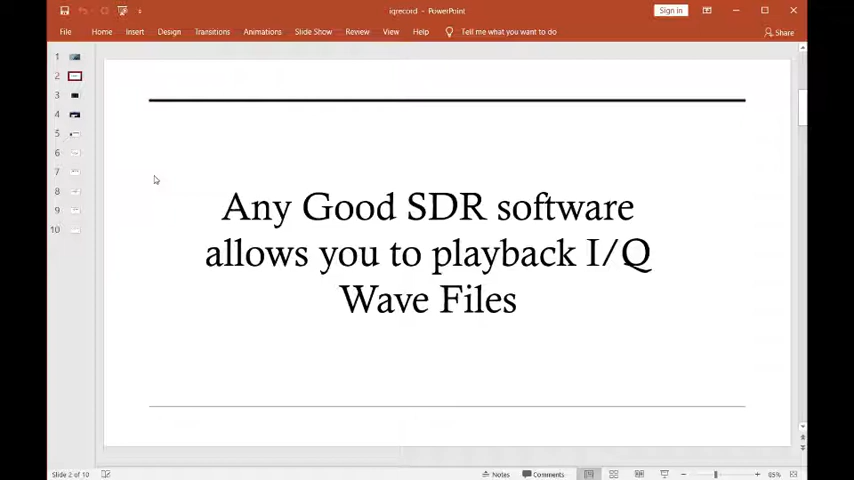 iqrecord - PowerPoint
Sign in
File Home Insert Design Transitions Animations Slide Show Review View Help Tell me what you want to do
Share
1
2
3
4
5
6
7
8
9
10
Any Good SDR software
allows you to playback I/Q
Wave Files
Slide 2 of 10
Notes Comments
65%